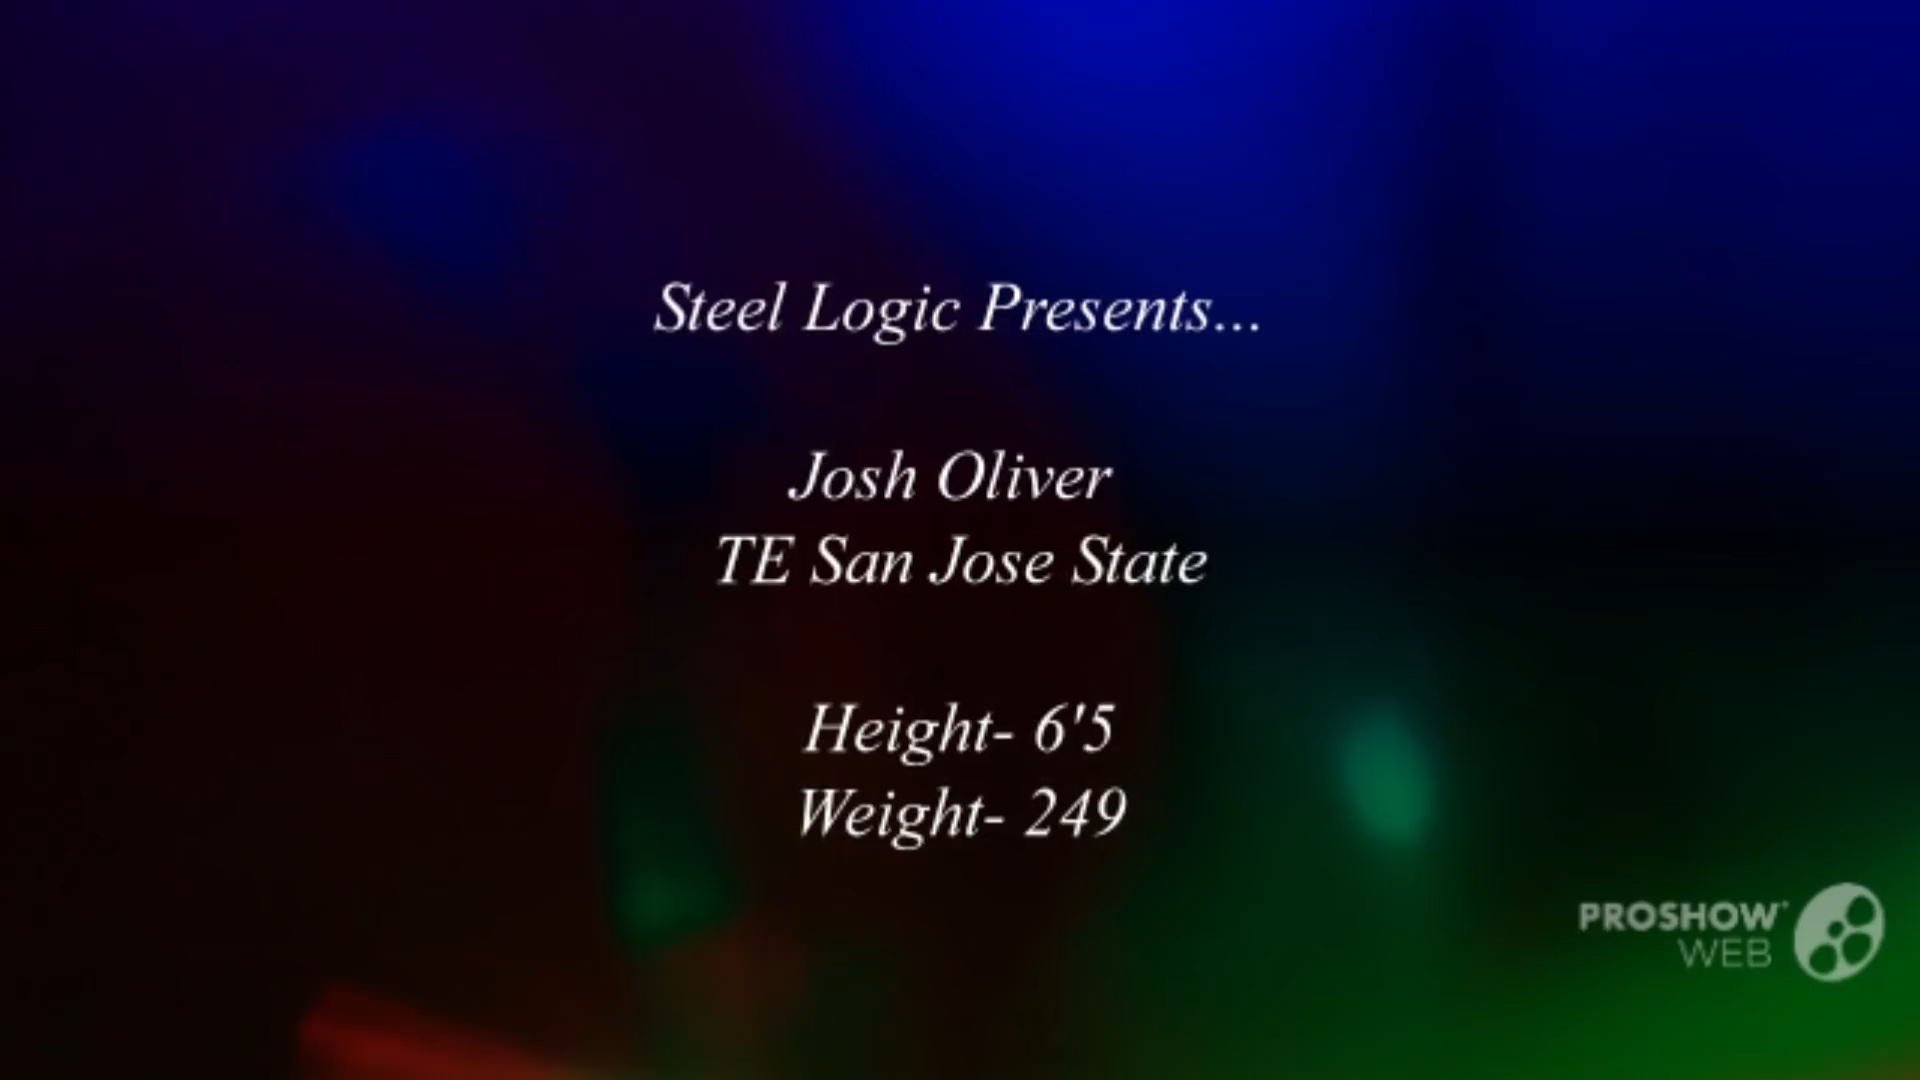 Steel Logic Presents...
Josh Oliver
TE San Jose State
Height- 6'5
Weight- 249
PROSHOW
WEB